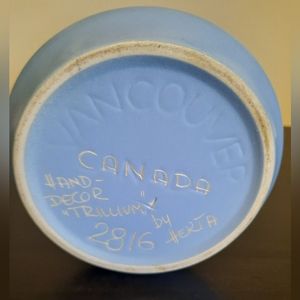 VANCOUVER
CANADA
HAND-
DECOR
"TRILLIUM" by
2816 HERTA